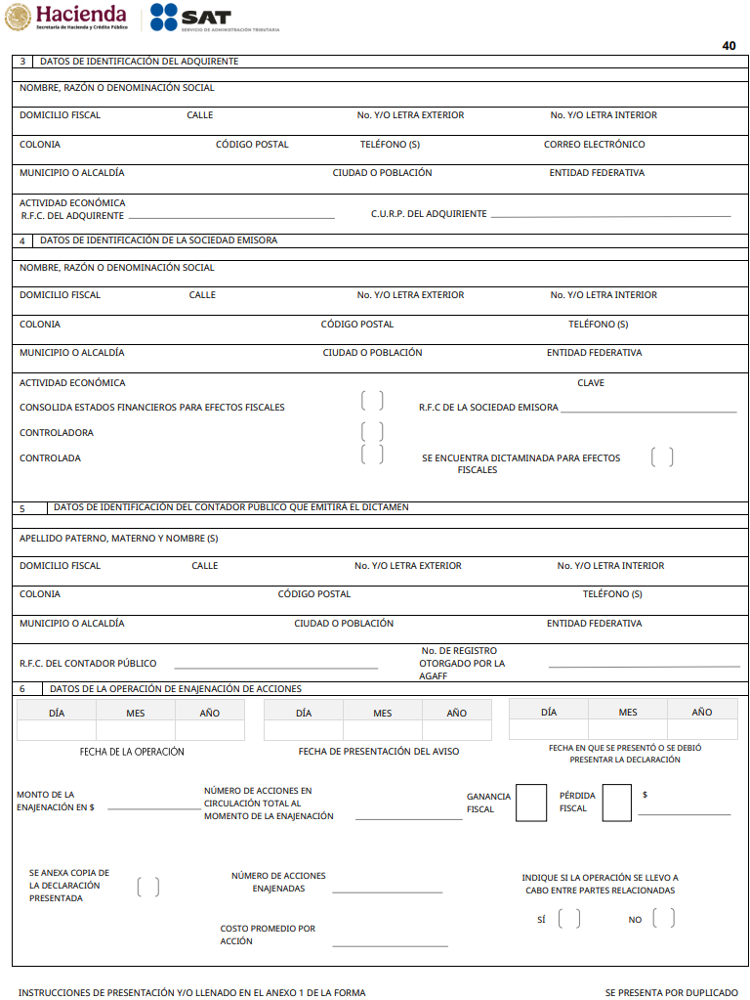 Hacienda
Secretaría de Hacienda y Crédito Público
SAT
SERVICIO DE ADMINISTRACIÓN TRIBUTARIA
40
3 DATOS DE IDENTIFICACIÓN DEL ADQUIRENTE
NOMBRE, RAZÓN O DENOMINACIÓN SOCIAL
DOMICILIO FISCAL CALLE No. Y/O LETRA EXTERIOR No. Y/O LETRA INTERIOR
COLONIA CÓDIGO POSTAL TELÉFONO (S) CORREO ELECTRÓNICO
MUNICIPIO O ALCALDÍA CIUDAD O POBLACIÓN ENTIDAD FEDERATIVA
ACTIVIDAD ECONÓMICA
R.F.C. DEL ADQUIRENTE C.U.R.P. DEL ADQUIRIENTE
4 DATOS DE IDENTIFICACIÓN DE LA SOCIEDAD EMISORA
NOMBRE, RAZÓN O DENOMINACIÓN SOCIAL
DOMICILIO FISCAL CALLE No. Y/O LETRA EXTERIOR No. Y/O LETRA INTERIOR
COLONIA CÓDIGO POSTAL TELÉFONO (S)
MUNICIPIO O ALCALDÍA CIUDAD O POBLACIÓN ENTIDAD FEDERATIVA
ACTIVIDAD ECONÓMICA CLAVE
CONSOLIDA ESTADOS FINANCIEROS PARA EFECTOS FISCALES R.F.C DE LA SOCIEDAD EMISORA
CONTROLADORA
CONTROLADA SE ENCUENTRA DICTAMINADA PARA EFECTOS
FISCALES
5 DATOS DE IDENTIFICACIÓN DEL CONTADOR PÚBLICO QUE EMITIRÁ EL DICTAMEN
APELLIDO PATERNO, MATERNO Y NOMBRE (S)
DOMICILIO FISCAL CALLE No. Y/O LETRA EXTERIOR No. Y/O LETRA INTERIOR
COLONIA CÓDIGO POSTAL TELÉFONO (S)
MUNICIPIO O ALCALDÍA CIUDAD O POBLACIÓN ENTIDAD FEDERATIVA
R.F.C. DEL CONTADOR PÚBLICO
No. DE REGISTRO
OTORGADO POR LA
AGAFF
6 DATOS DE LA OPERACIÓN DE ENAJENACIÓN DE ACCIONES
DÍA MES AÑO
FECHA DE LA OPERACIÓN
DÍA MES AÑO
FECHA DE PRESENTACIÓN DEL AVISO
DÍA MES AÑO
FECHA EN QUE SE PRESENTÓ O SE DEBIÓ
PRESENTAR LA DECLARACIÓN
MONTO DE LA
ENAJENACIÓN EN $
NÚMERO DE ACCIONES EN
CIRCULACIÓN TOTAL AL
MOMENTO DE LA ENAJENACIÓN
GANANCIA
FISCAL
PÉRDIDA
FISCAL
$
SE ANEXA COPIA DE
LA DECLARACIÓN
PRESENTADA
NÚMERO DE ACCIONES
ENAJENADAS
INDIQUE SI LA OPERACIÓN SE LLEVO A
CABO ENTRE PARTES RELACIONADAS
SÍ NO
COSTO PROMEDIO POR
ACCIÓN
INSTRUCCIONES DE PRESENTACIÓN Y/O LLENADO EN EL ANEXO 1 DE LA FORMA SE PRESENTA POR DUPLICADO